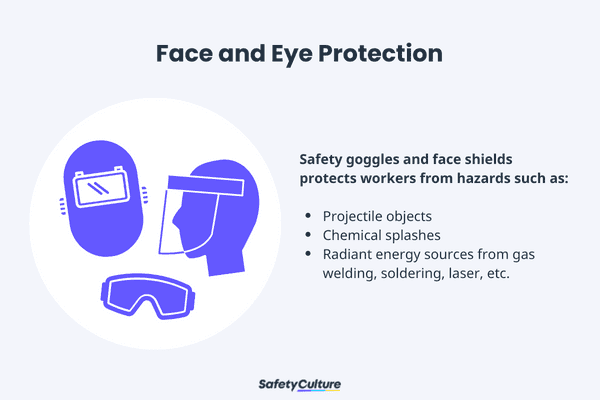 Face and Eye Protection
Safety goggles and face shields
protects workers from hazards such as:
• Projectile objects
• Chemical splashes
• Radiant energy sources from gas
welding, soldering, laser, etc.
SafetyCulture